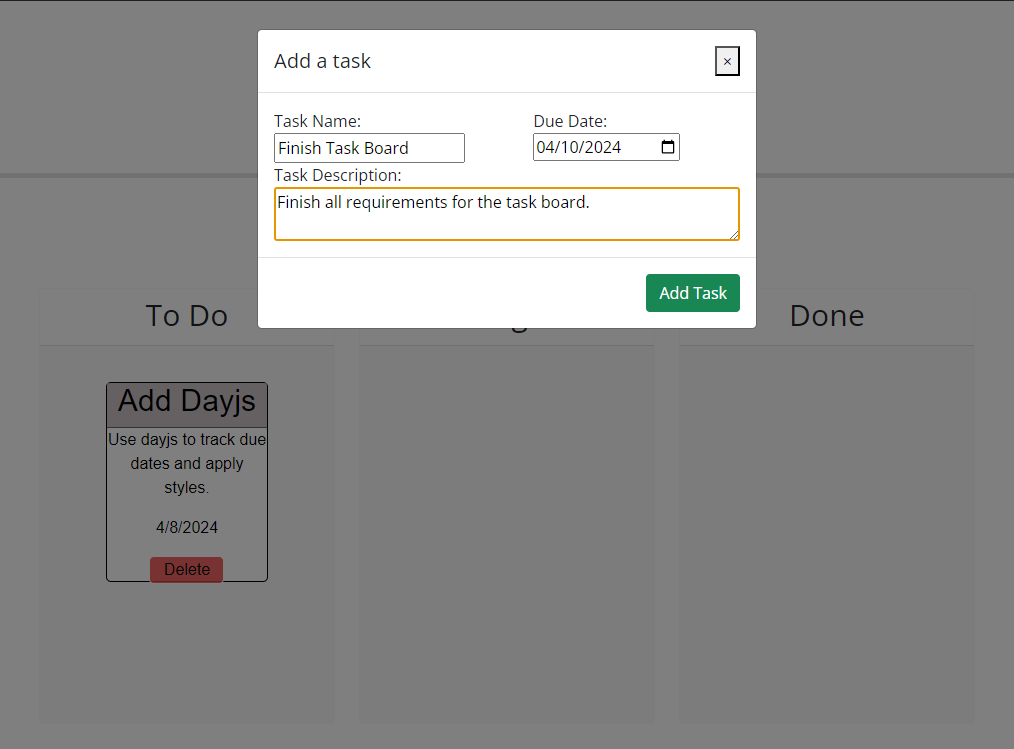 Add a task
×
Task Name:
Due Date:
Finish Task Board
04/10/2024
Task Description:
Finish all requirements for the task board.
Add Task
To Do
Done
Add Dayjs
Use dayjs to track due
dates and apply
styles.
4/8/2024
Delete